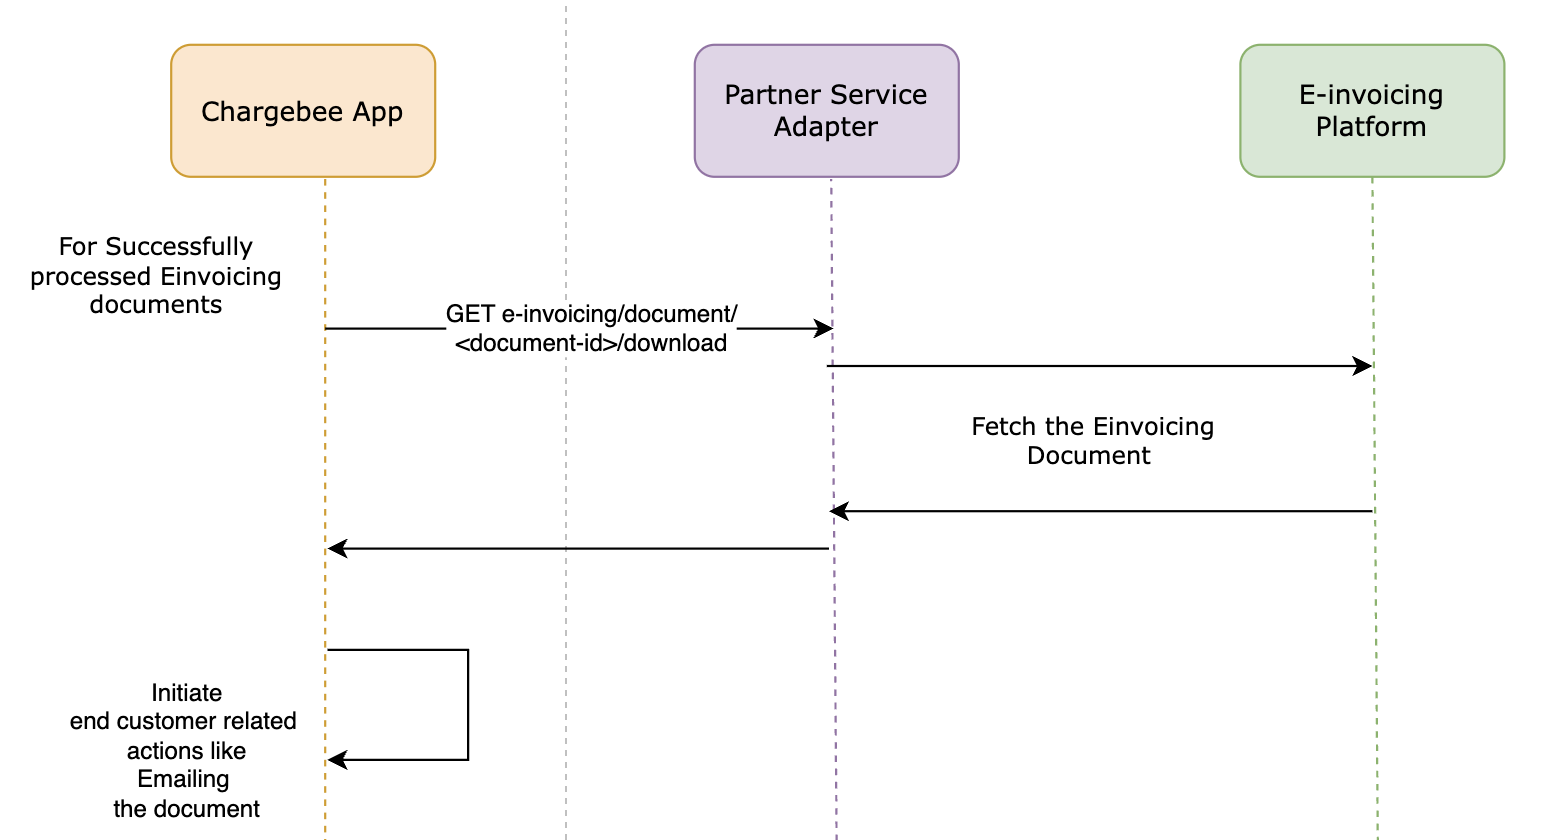 Chargebee App
Partner Service
Adapter
E-invoicing
Platform
For Successfully
processed Einvoicing
documents
GET e-invoicing/document/
<document-id>/download
Fetch the Einvoicing
Document
Initiate
end customer related
actions like
Emailing
the document